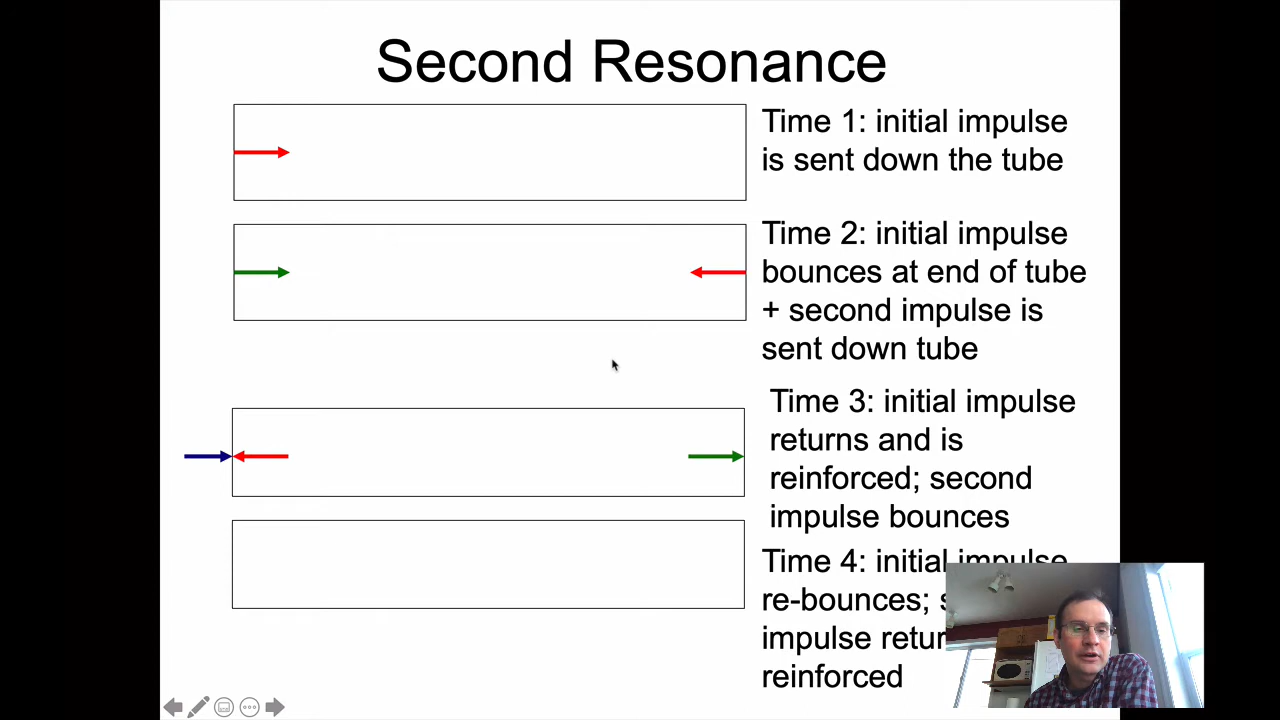 Second Resonance
Time 1: initial impulse
is sent down the tube
Time 2: initial impulse
bounces at end of tube
+ second impulse is
sent down tube
Time 3: initial impulse
returns and is
reinforced; second
impulse bounces
Time 4: initial impulse
re-bounces;
impulse
reinforced